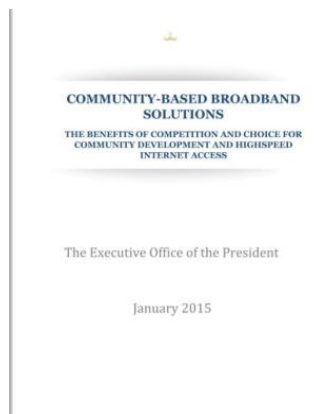 COMMUNITY-BASED BROADBAND
SOLUTIONS
THE BENEFITS OF COMPETITION AND CHOICE FOR
COMMUNITY DEVELOPMENT AND HIGHSPEED
INTERNET ACCESS
The Executive Office of the President
January 2015